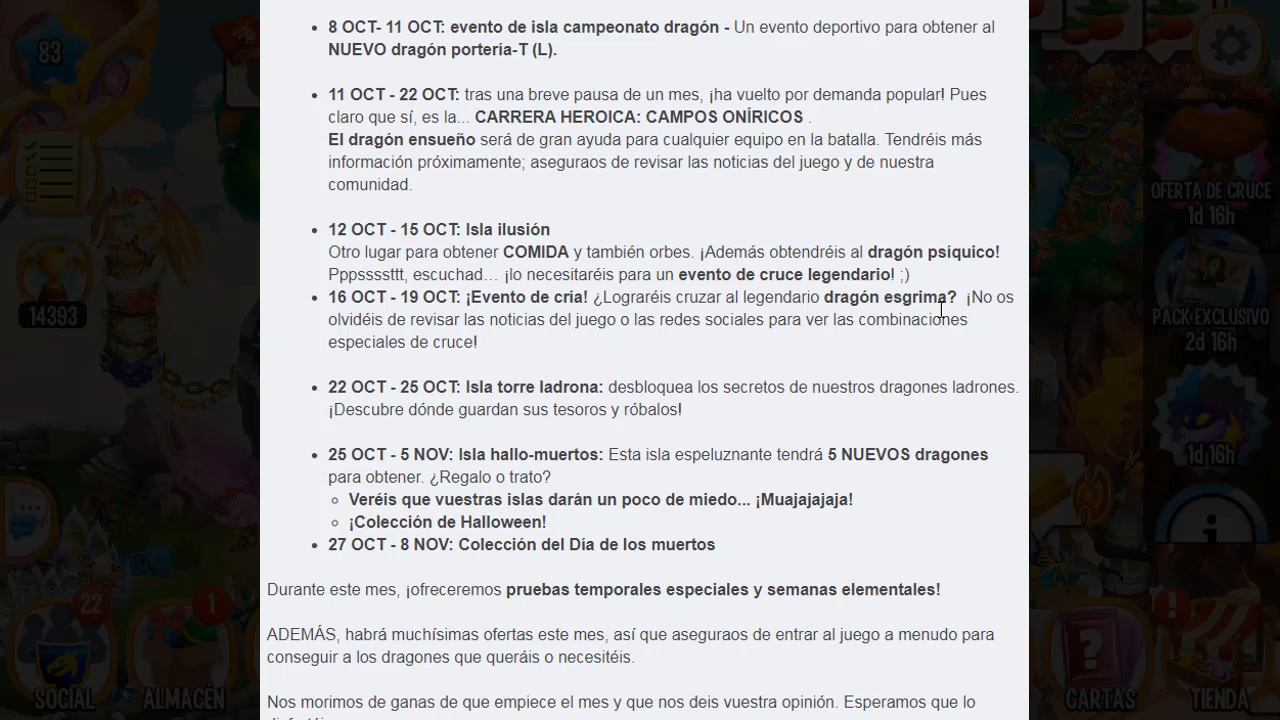 83
8 OCT- 11 OCT: evento de isla campeonato dragón - Un evento deportivo para obtener al
NUEVO dragón portería-T (L).
11 OCT - 22 OCT: tras una breve pausa de un mes, ¡ha vuelto por demanda popular! Pues
claro que sí, es la... CARRERA HEROICA: CAMPOS ONÍRICOS .
El dragón ensueño será de gran ayuda para cualquier equipo en la batalla. Tendréis más
información próximamente; aseguraos de revisar las noticias del juego y de nuestra
comunidad.
12 OCT - 15 OCT: Isla ilusión
Otro lugar para obtener COMIDA y también orbes. ¡Además obtendréis al dragón psíquico!
Pppssssttt, escuchad... ¡lo necesitaréis para un evento de cruce legendario! ;)
16 OCT - 19 OCT: ¡Evento de cría! ¿Lograréis cruzar al legendario dragón esgrima? ¡No os
olvidéis de revisar las noticias del juego o las redes sociales para ver las combinaciones
especiales de cruce!
22 OCT - 25 OCT: Isla torre ladrona: desbloquea los secretos de nuestros dragones ladrones.
¡Descubre dónde guardan sus tesoros y róbalos!
25 OCT - 5 NOV: Isla hallo-muertos: Esta isla espeluznante tendrá 5 NUEVOS dragones
para obtener. ¿Regalo o trato?
Veréis que vuestras islas darán un poco de miedo... ¡Muajajajaja!
¡Colección de Halloween!
27 OCT - 8 NOV: Colección del Día de los muertos
Durante este mes, ¡ofreceremos pruebas temporales especiales y semanas elementales!
ADEMÁS, habrá muchísimas ofertas este mes, así que aseguraos de entrar al juego a menudo para
conseguir a los dragones que queráis o necesitéis.
Nos morimos de ganas de que empiece el mes y que nos deis vuestra opinión. Esperamos que lo
14393
22
SOCIAL
1
ALMACÉN
OFERTA DE CRUCE
1d 16h
PACK EXCLUSIVO
2d 16h
1d 16h
i
?
CARTAS
!
TIENDA